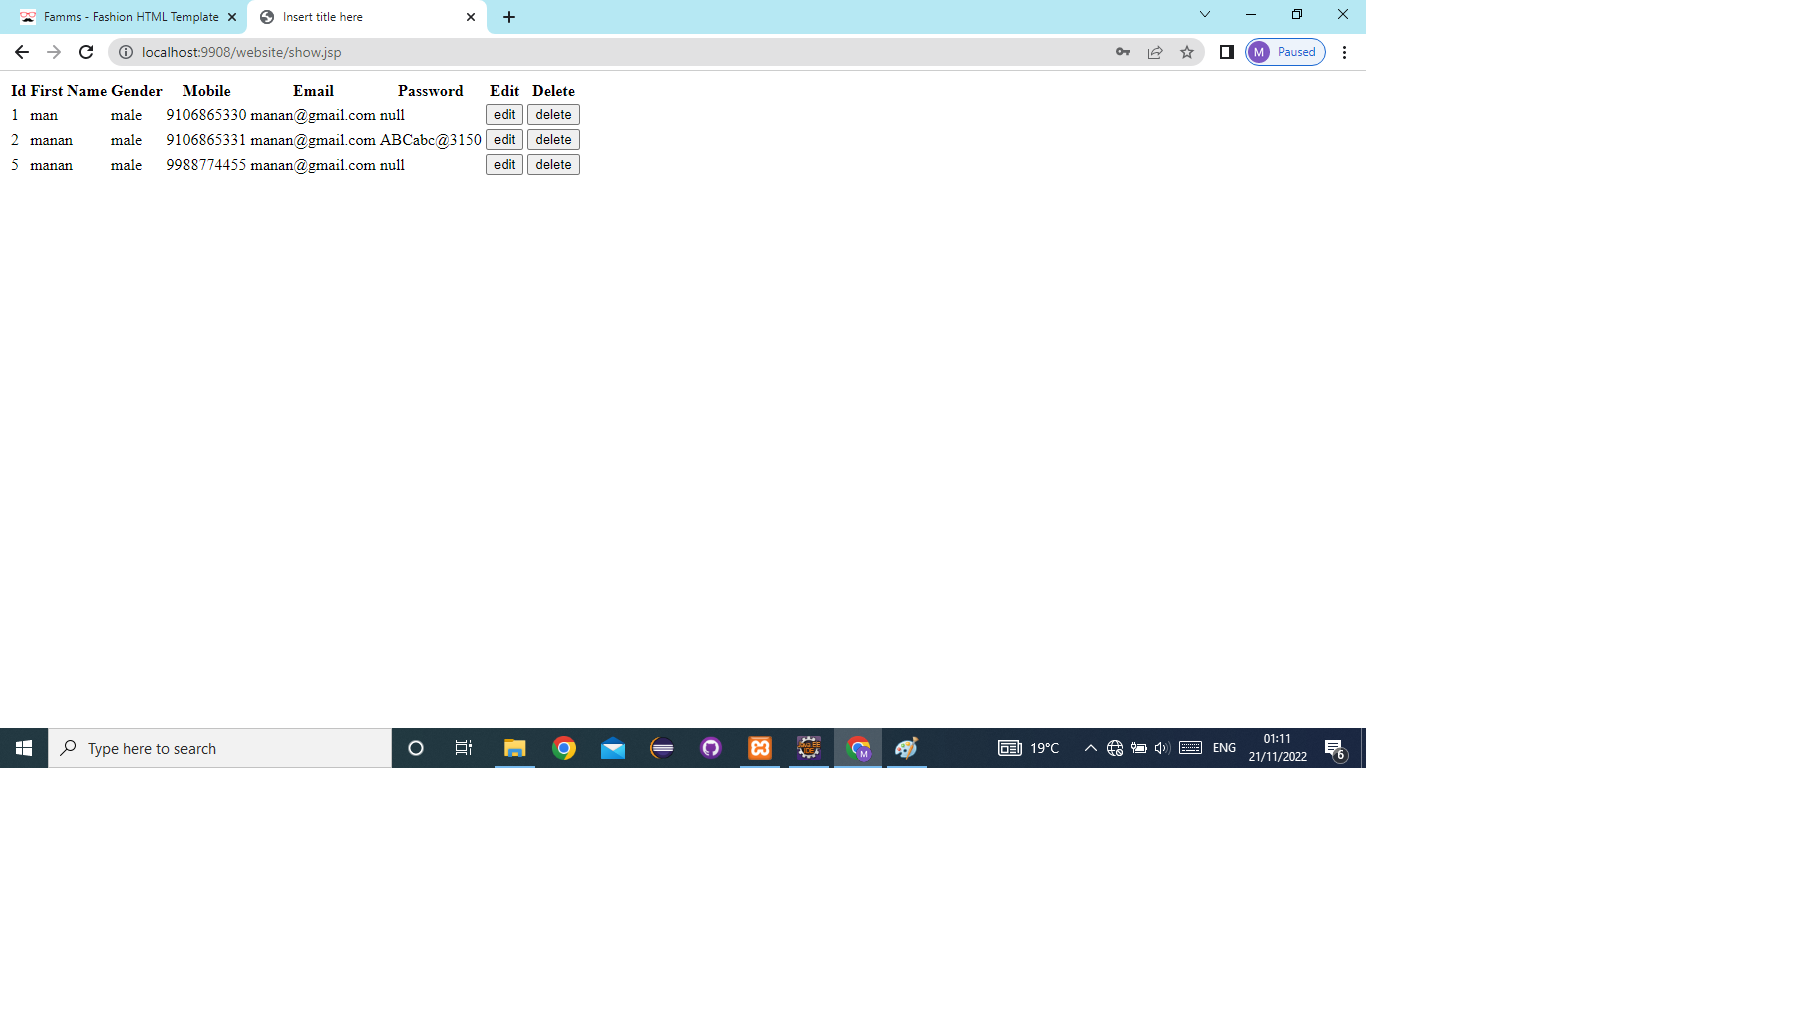 Famms - Fashion HTML Template
Insert title here
localhost:9908/website/show.jsp
M Paused
Id First Name Gender Mobile Email Password Edit Delete
1 man male 9106865330 manan@gmail.com null edit delete
2 manan male 9106865331 manan@gmail.com ABCabc@3150 edit delete
5 manan male 9988774455 manan@gmail.com null edit delete
Type here to search
Java EE
IDE
M
19°C
ENG
01:11
21/11/2022
6